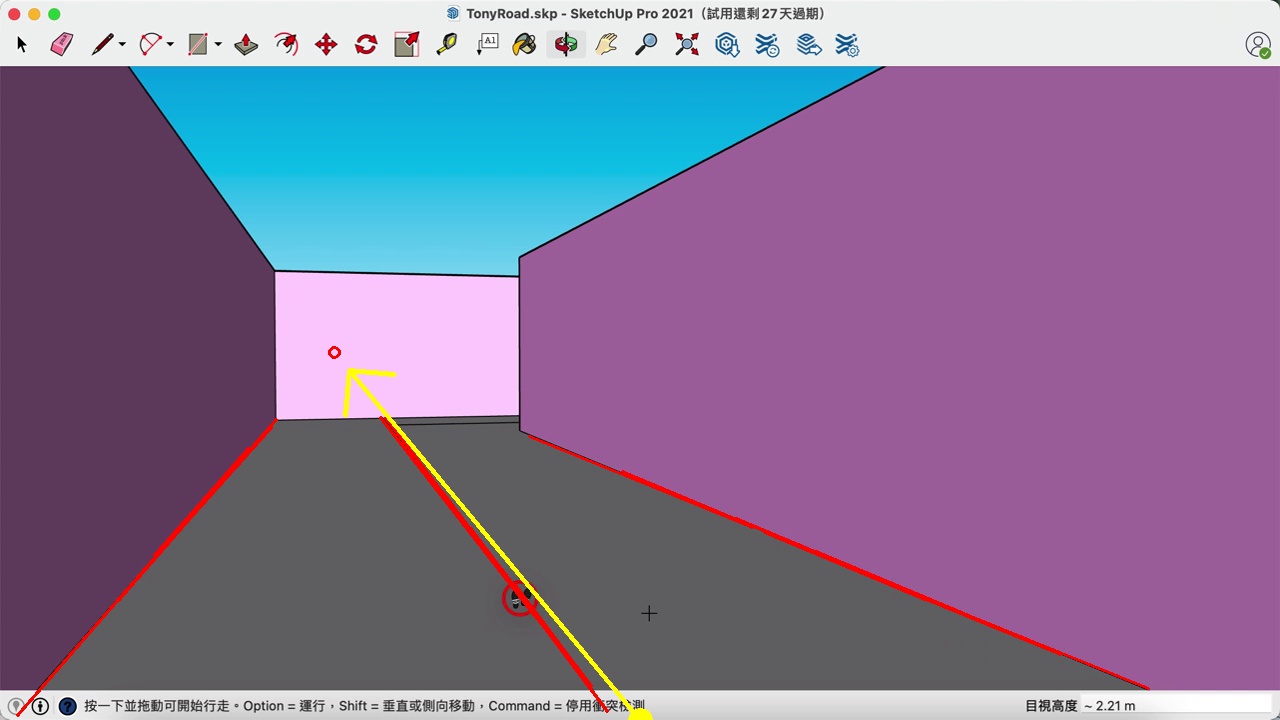 TonyRoad.skp - SketchUp Pro 2021（試用還剩 27 天過期）
A1
按一下並拖動可開始行走。Option = 運行，Shift = 垂直或側向移動，Command = 停用衝突檢測
目視高度 ~ 2.21 m